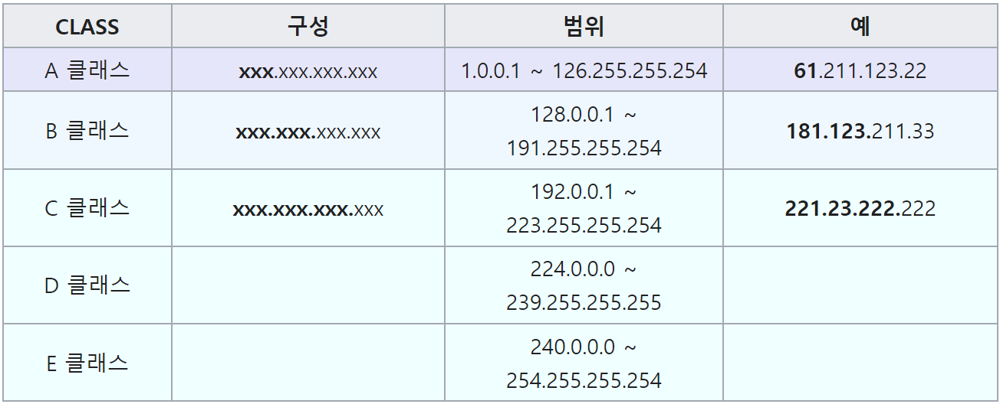 CLASS 구성 범위 예
A 클래스 xxx.xxx.xxx.xxx 1.0.0.1 ~ 126.255.255.254 61.211.123.22
B 클래스 xxx.xxx.xxx.xxx 128.0.0.1 ~
191.255.255.254 181.123.211.33
C 클래스 xxx.xxx.xxx.xxx 192.0.0.1 ~
223.255.255.254 221.23.222.222
D 클래스 224.0.0.0 ~
239.255.255.255
E 클래스 240.0.0.0 ~
254.255.255.254